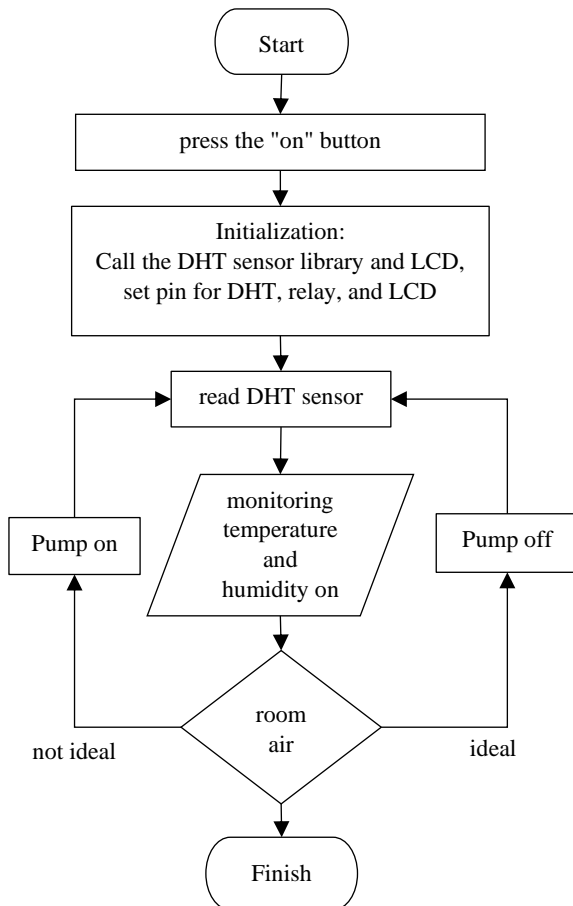 Start
press the "on" button
Initialization:
Call the DHT sensor library and LCD,
set pin for DHT, relay, and LCD
read DHT sensor
monitoring
temperature
and
humidity on
Pump on
Pump off
room
air
not ideal
ideal
Finish